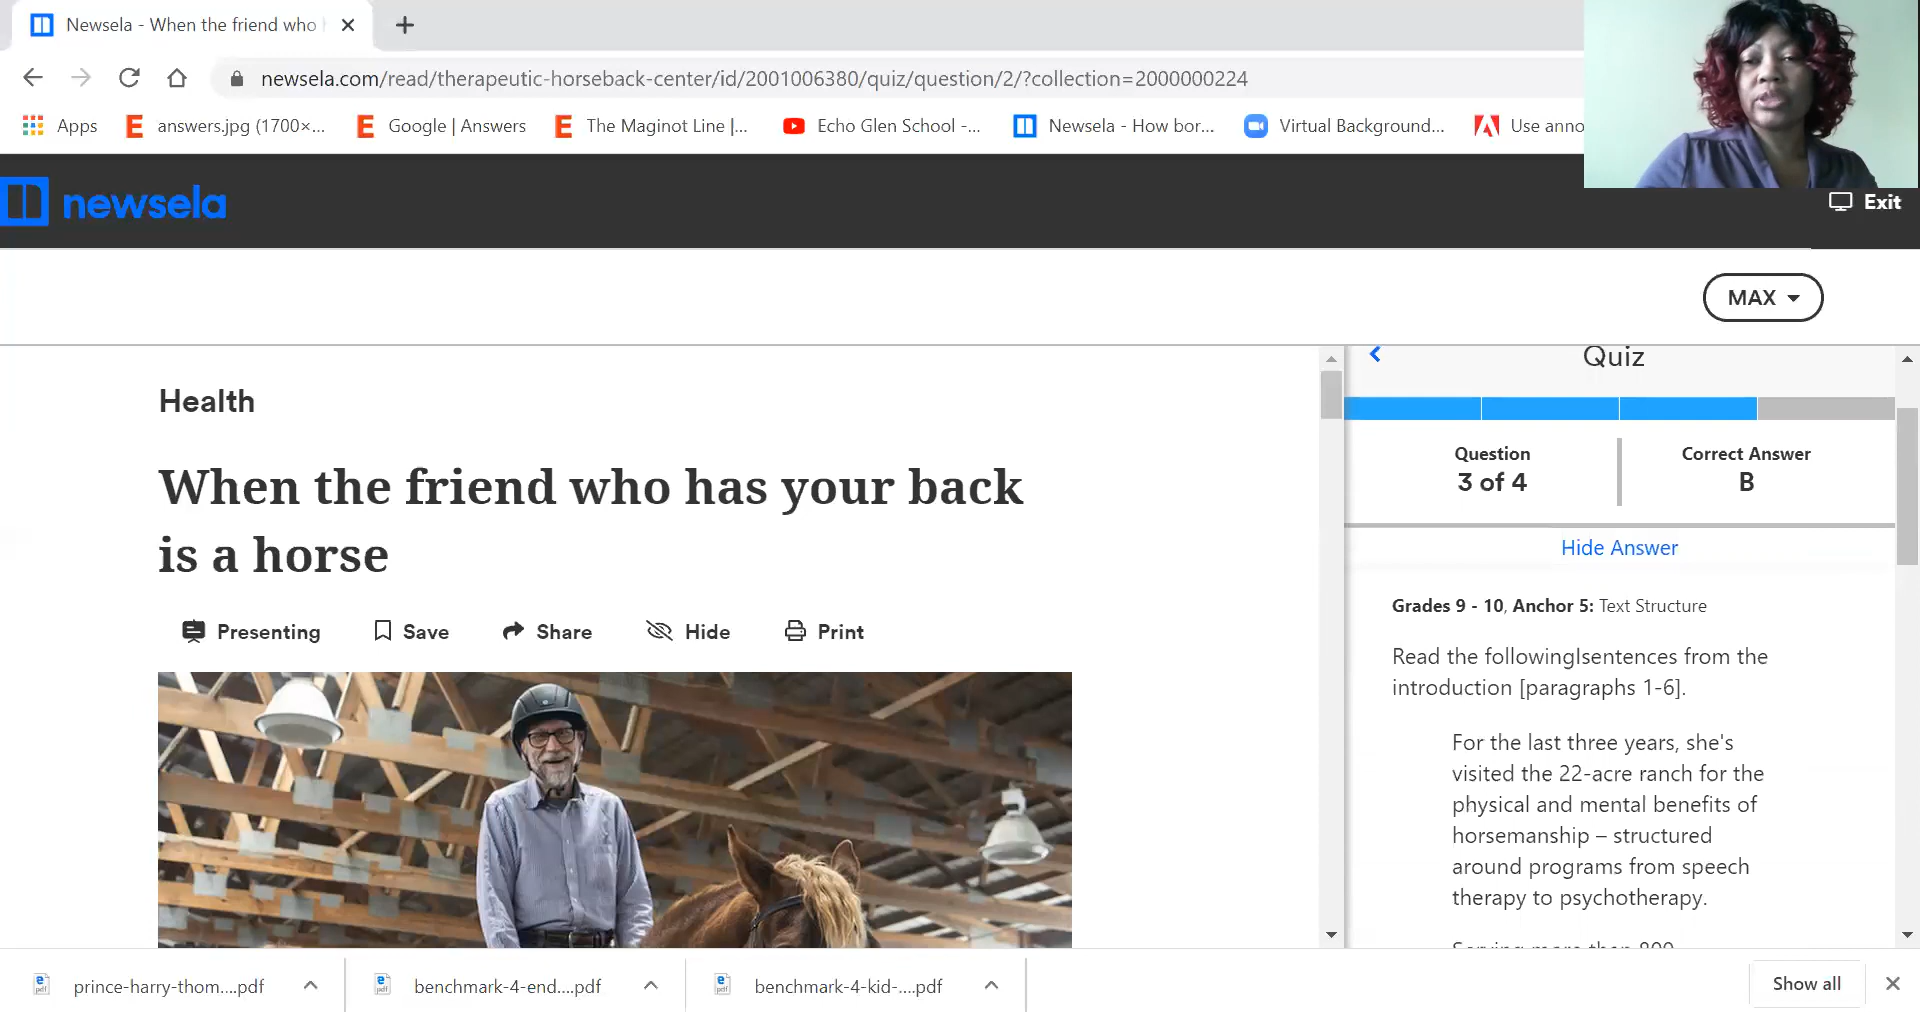 Newsela - When the friend who
newsela.com/read/therapeutic-horseback-center/id/2001006380/quiz/question/2/?collection=2000000224
Apps
answers.jpg (1700×...
Google | Answers
The Maginot Line |...
Echo Glen School -...
Newsela - How bor...
Virtual Background...
Use anno
newsela
Exit
MAX
Health
When the friend who has your back
is a horse
Presenting
Save
Share
Hide
Print
Quiz
Question
3 of 4
Correct Answer
B
Hide Answer
Grades 9 - 10, Anchor 5: Text Structure
Read the following sentences from the
introduction [paragraphs 1-6].
For the last three years, she's
visited the 22-acre ranch for the
physical and mental benefits of
horsemanship – structured
around programs from speech
therapy to psychotherapy.
Serving more than 800
prince-harry-thom....pdf
benchmark-4-end....pdf
benchmark-4-kid-....pdf
Show all